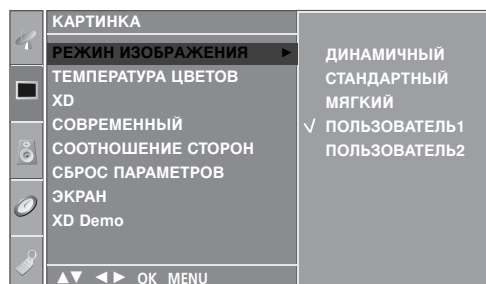 КАРТИНКА
РЕЖИН ИЗОБРАЖЕНИЯ ►
ТЕМПЕРАТУРА ЦВЕТОВ
XD
СОВРЕМЕННЫЙ
СООТНОШЕНИЕ СТОРОН
СБРОС ПАРАМЕТРОВ
ЭКРАН
XD Demo
ДИНАМИЧНЫЙ
СТАНДАРТНЫЙ
МЯГКИЙ
√ ПОЛЬЗОВАТЕЛЬ1
ПОЛЬЗОВАТЕЛЬ2
▲▼ ◄► OK MENU